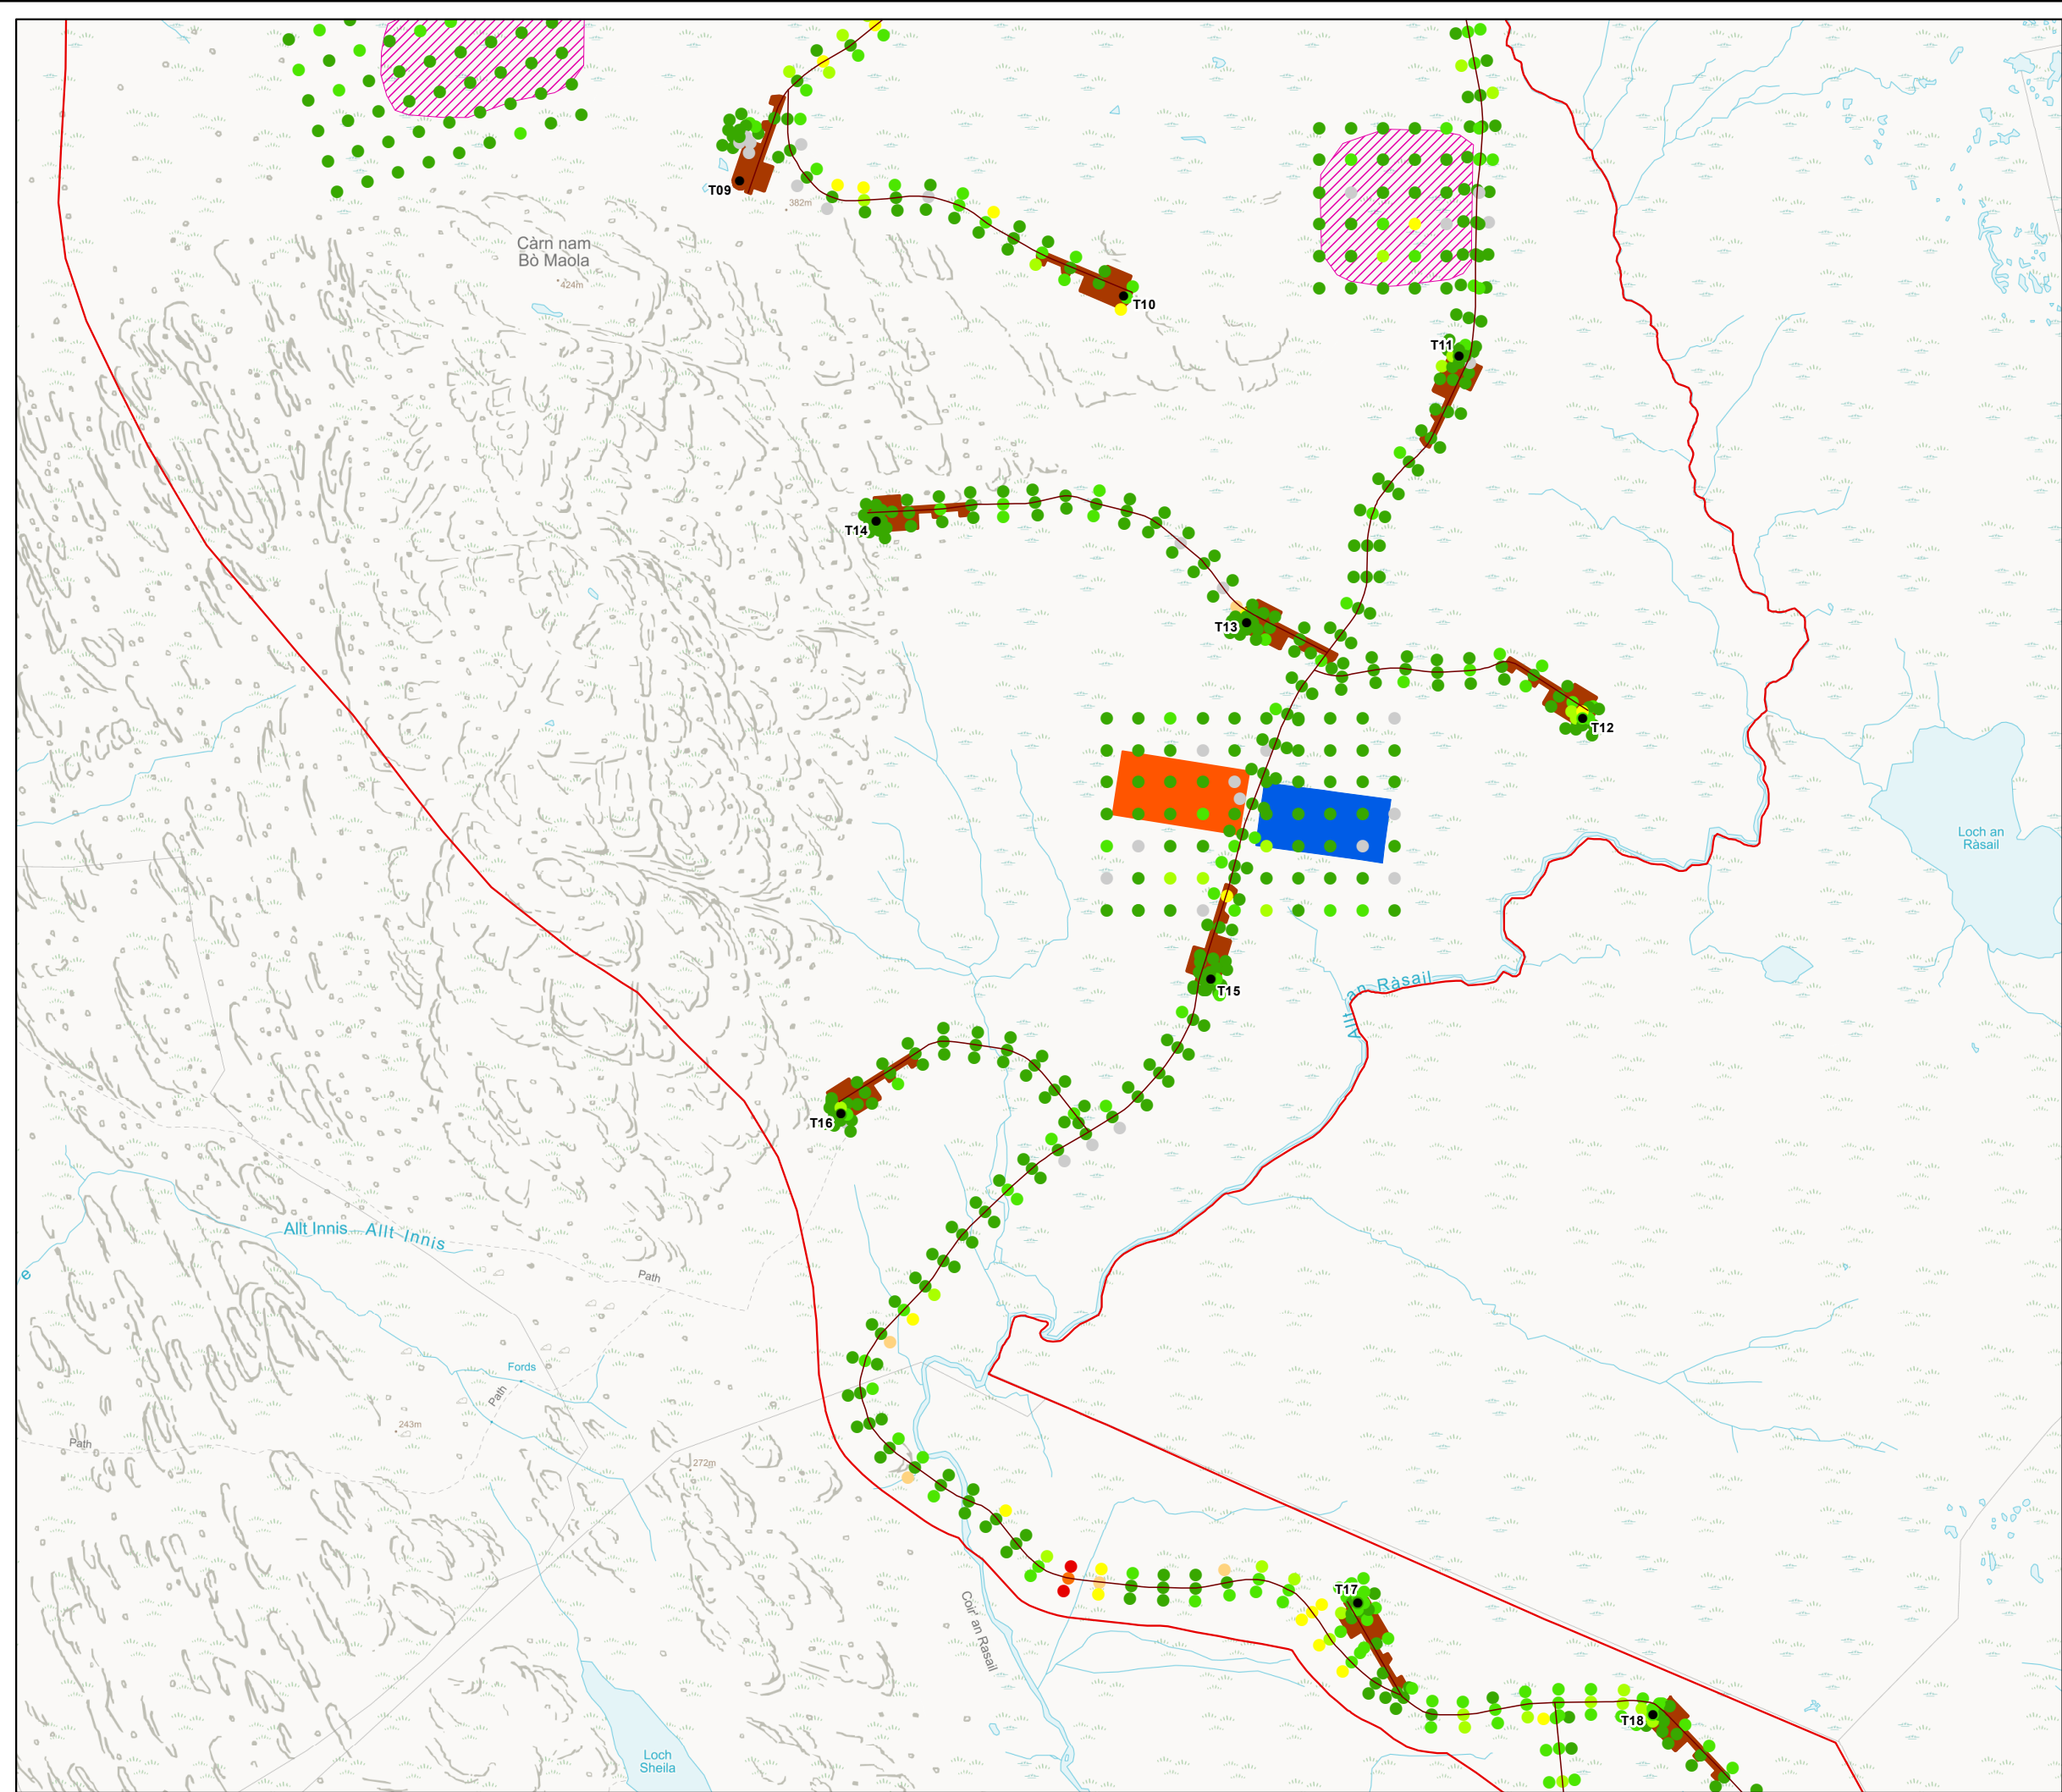 T09
382m
Càrn nam
Bò Maola
424m
T10
T11
T14
T13
T12
Loch an
Ràsail
Allt an Ràsail
T15
T16
Allt Innis
Allt Innis
e
Path
Fords
Path
243m
Path
272m
T17
Coir' an Rasail
T18
Loch
Sheila